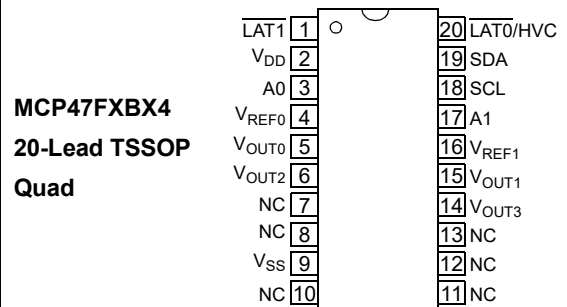 MCP47FXBX4
20-Lead TSSOP
Quad
LAT1 1
VDD 2
A0 3
VREF0 4
VOUT0 5
VOUT2 6
NC 7
NC 8
VSS 9
NC 10
20 LAT0/HVC
19 SDA
18 SCL
17 A1
16 VREF1
15 VOUT1
14 VOUT3
13 NC
12 NC
11 NC